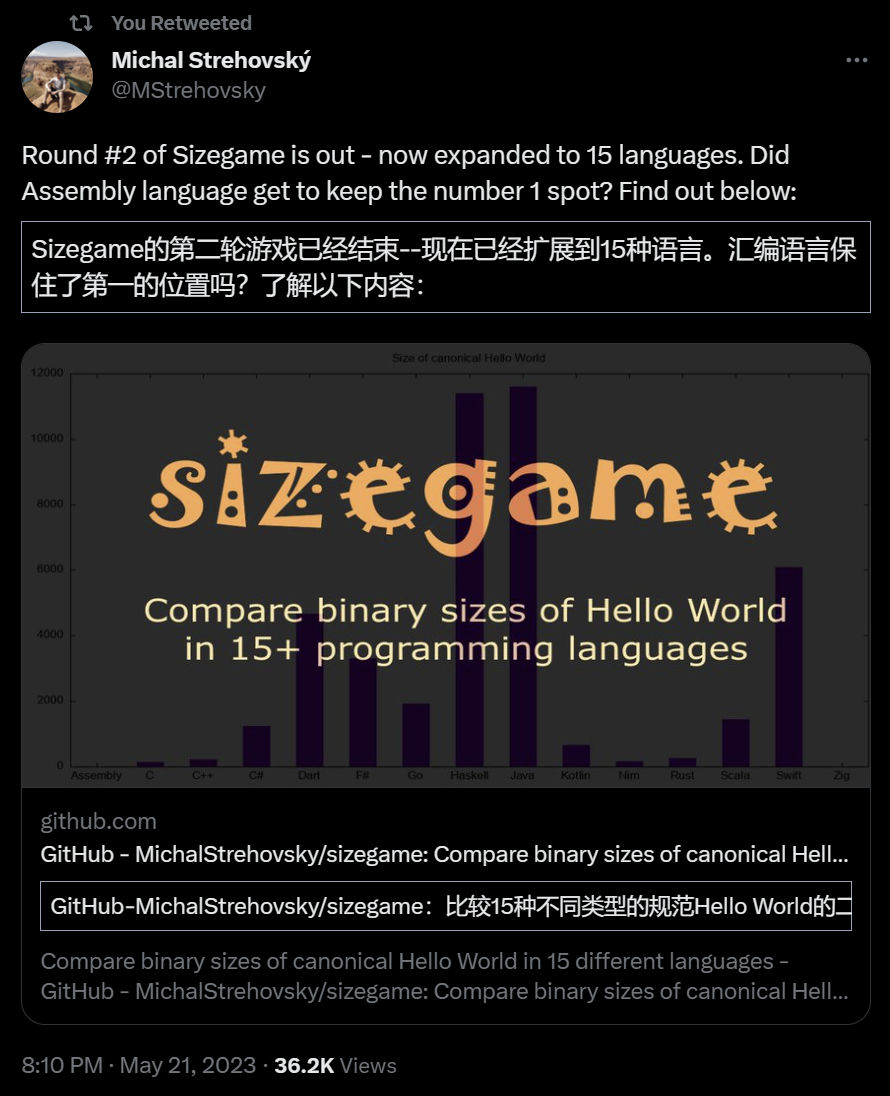 You Retweeted
Michal Strehovský
@MStrehovsky
Round #2 of Sizegame is out - now expanded to 15 languages. Did
Assembly language get to keep the number 1 spot? Find out below:
Sizegame的第二轮游戏已经结束--现在已经扩展到15种语言。汇编语言保
住了第一的位置吗？了解以下内容：
Size of canonical Hello World
12000
10000
8000
6000
4000
2000
0
sizegame
Compare binary sizes of Hello World
in 15+ programming languages
Assembly C C++ C# Dart F# Go Haskell Java Kotlin Nim Rust Scala Swift Zig
github.com
GitHub - MichalStrehovsky/sizegame: Compare binary sizes of canonical Hell...
GitHub-MichalStrehovsky/sizegame：比较15种不同类型的规范Hello World的二
Compare binary sizes of canonical Hello World in 15 different languages -
GitHub - MichalStrehovsky/sizegame: Compare binary sizes of canonical Hell...
8:10 PM · May 21, 2023 · 36.2K Views